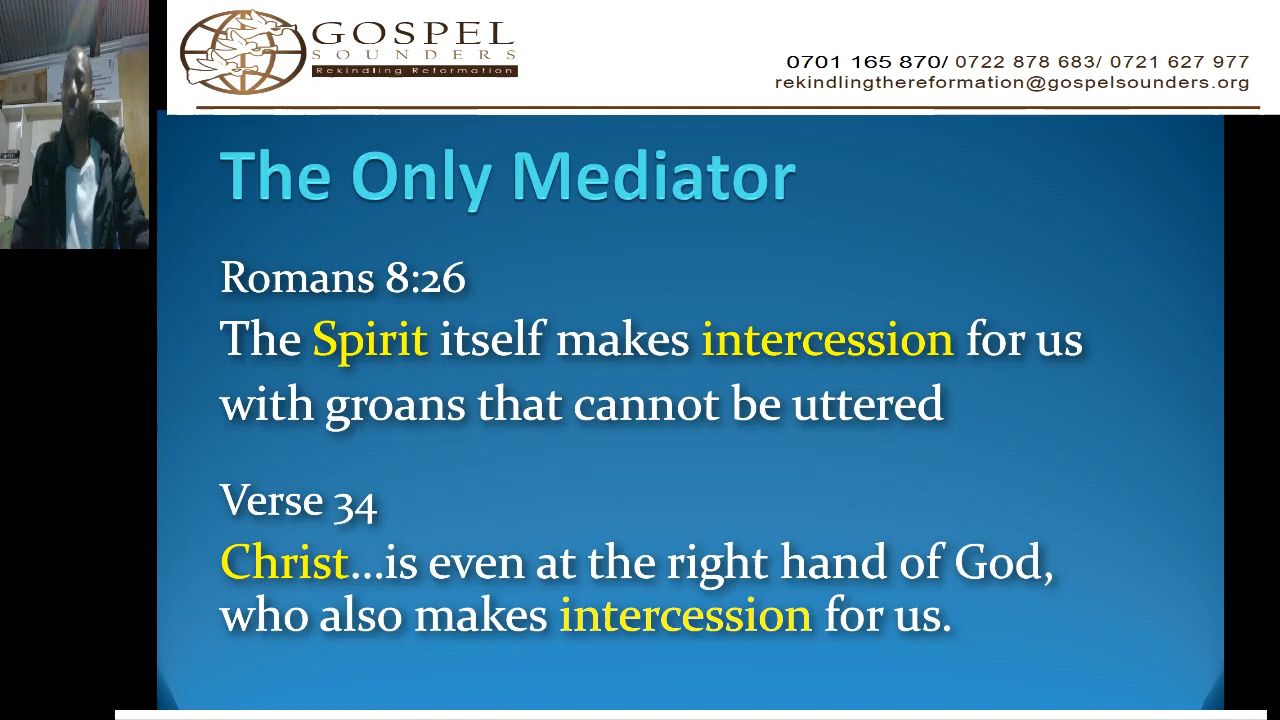 GOSPEL
SOUNDERS
Rekindling Reformation
0701 165 870/ 0722 878 683/ 0721 627 977
rekindlingthereformation@gospelsounders.org
The Only Mediator
Romans 8:26
The Spirit itself makes intercession for us
with groans that cannot be uttered
Verse 34
Christ...is even at the right hand of God,
who also makes intercession for us.